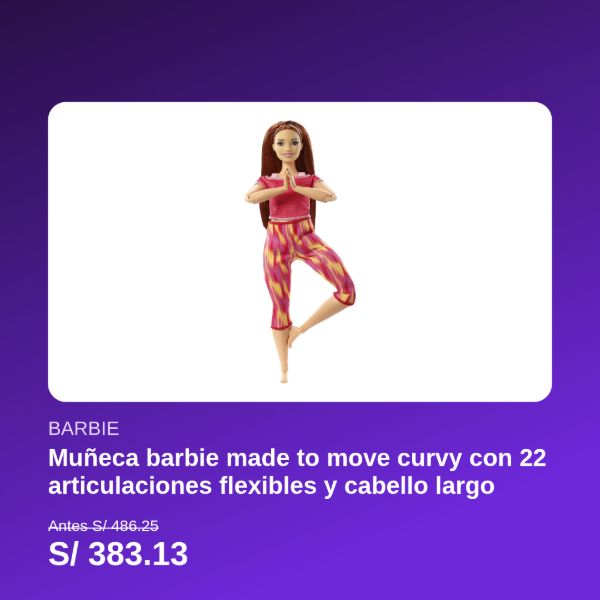 BARBIE
Muñeca barbie made to move curvy con 22
articulaciones flexibles y cabello largo
Antes S/ 486.25
S/ 383.13